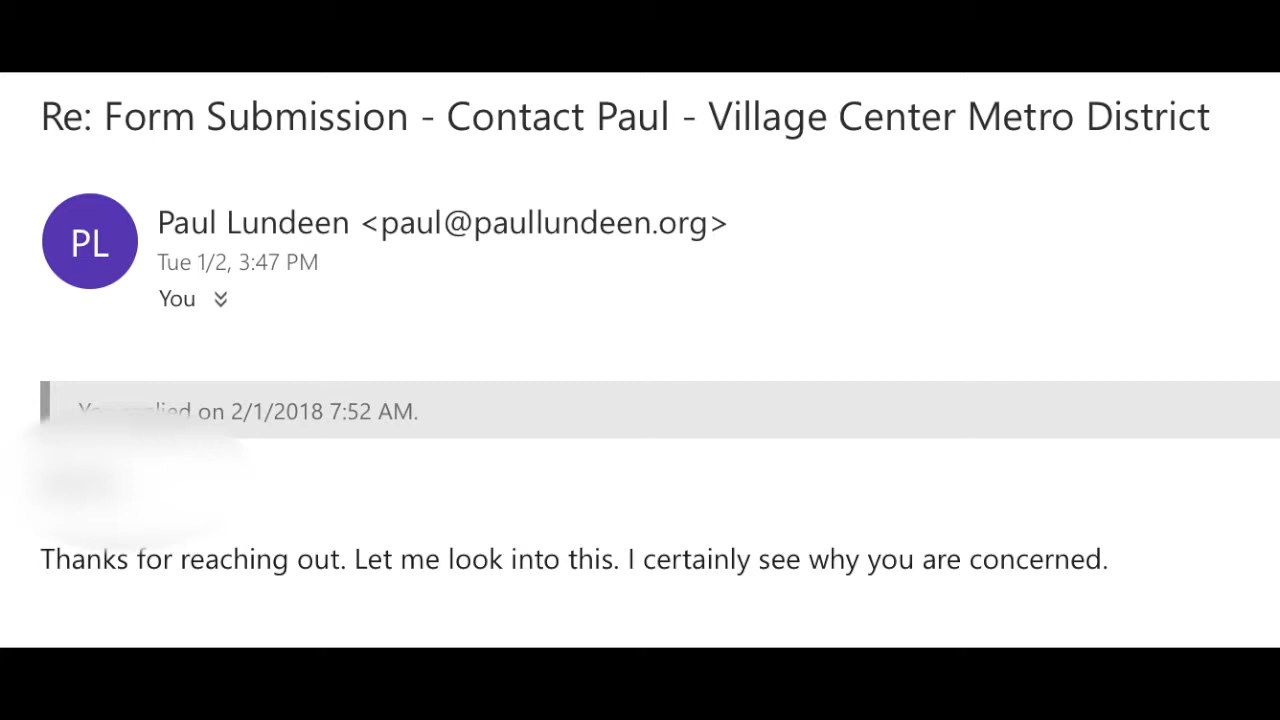 Re: Form Submission - Contact Paul - Village Center Metro District
PL
Paul Lundeen <paul@paullundeen.org>
Tue 1/2, 3:47 PM
You
on 2/1/2018 7:52 AM.
Thanks for reaching out. Let me look into this. I certainly see why you are concerned.